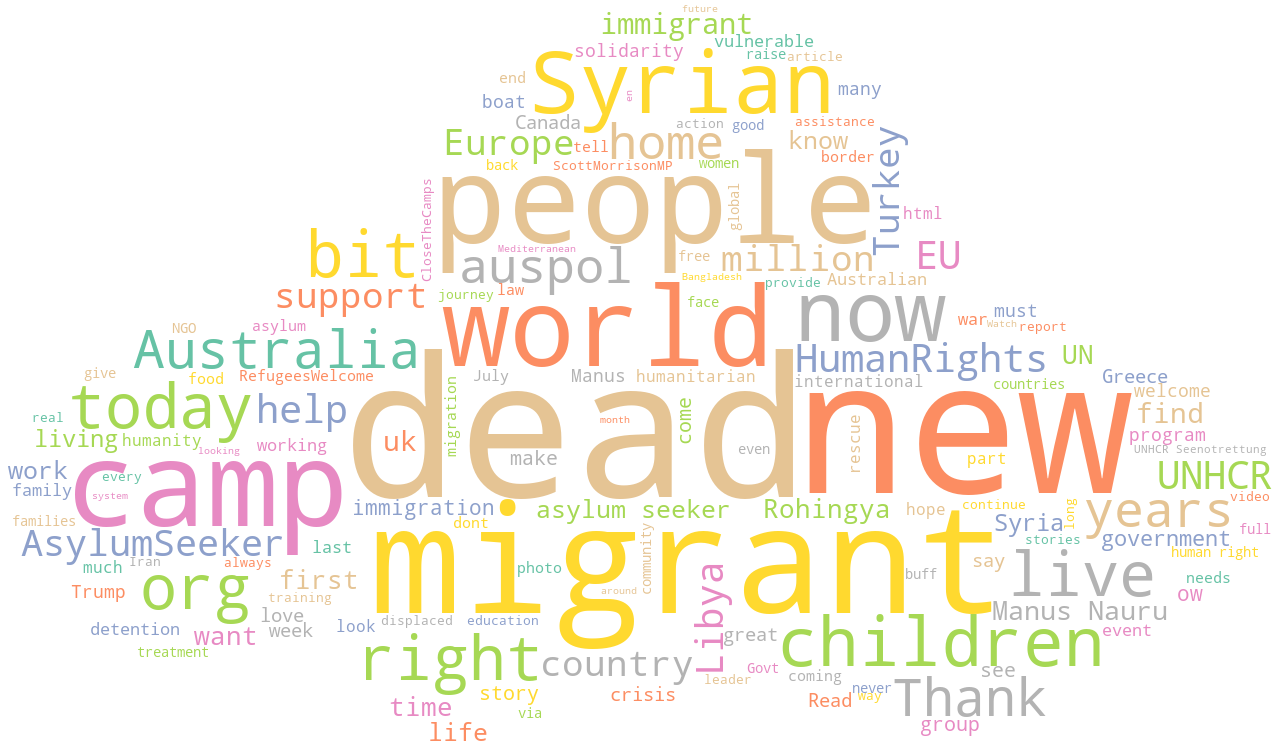 future
immigrant
vulnerable
solidarity
raise article
Syrian
end
many
boat
en
Canada
action good
assistance
Europe
tell
home
know
border
Turkey
back
ScottMorrisonMP
women
people
CloseTheCamps
global
html
bit
Mediterranean
auspol
free
million
EU
Bangladesh
support
journey law
provide Australian
face
world
now
war must
Watch report
NGO asylum
Australia
HumanRights
UN
give food RefugeesWelcome
July
Manus humanitarian
international
countries
Greece
welcome
today
help
dead
new
real
living humanity working
migration
uk
month
come
even
rescue
find
program
looking
make
part
UNHCR Seenotrettung
camp
work
every
UNHCR
family
system
video
immigration
asylum seeker
Rohingya
hope
continue
long
years
families
dont
Syria
full
AsylumSeeker
last
migrant
community
stories
government
say
human right
much Iran always
photo
buff
live
needs
Trump
org
first
training
around
Libya
ow
love
Manus Nauru
detention
want
week
look displaced education
great
children
event
treatment
right
country
Govt
see
leader
coming
story
crisis
never
way
time
via
Read
Thank
life
group